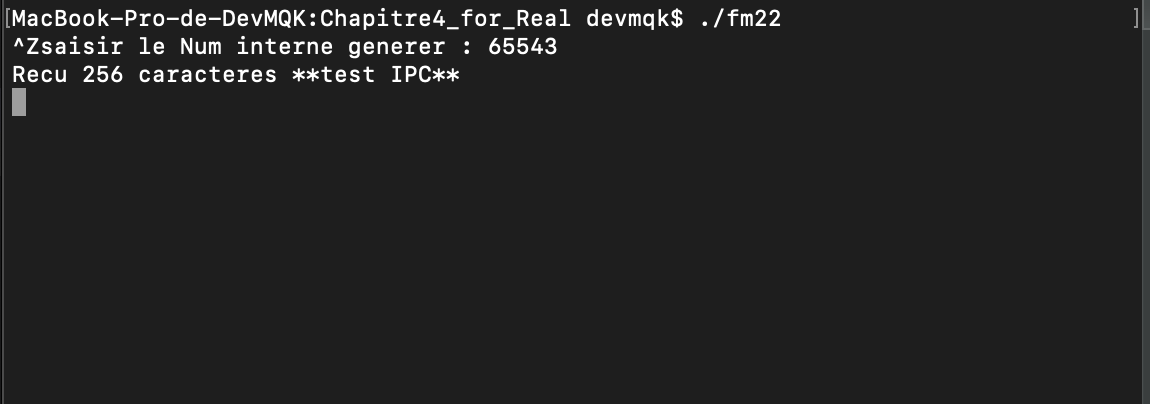 [MacBook-Pro-de-DevMQK:Chapitre4_for_Real devmqk$ ./fm22 ]
^Zsaisir le Num interne generer : 65543
Recu 256 caracteres **test IPC**